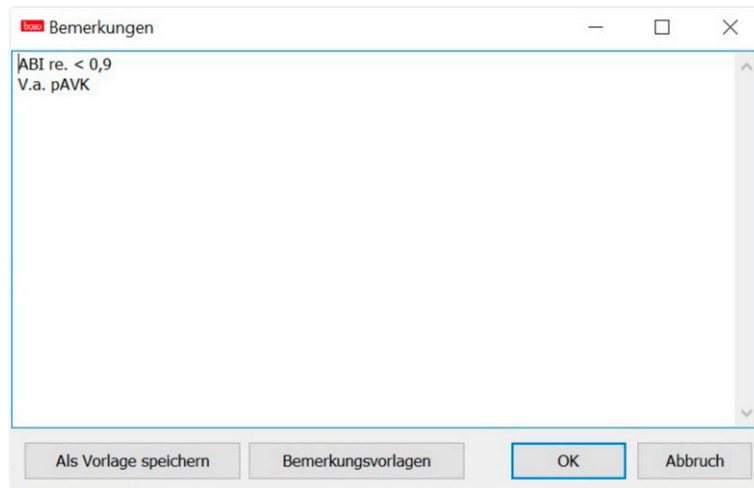 boso Bemerkungen
ABI re. < 0,9
V.a. pAVK
Als Vorlage speichern Bemerkungsvorlagen OK Abbruch